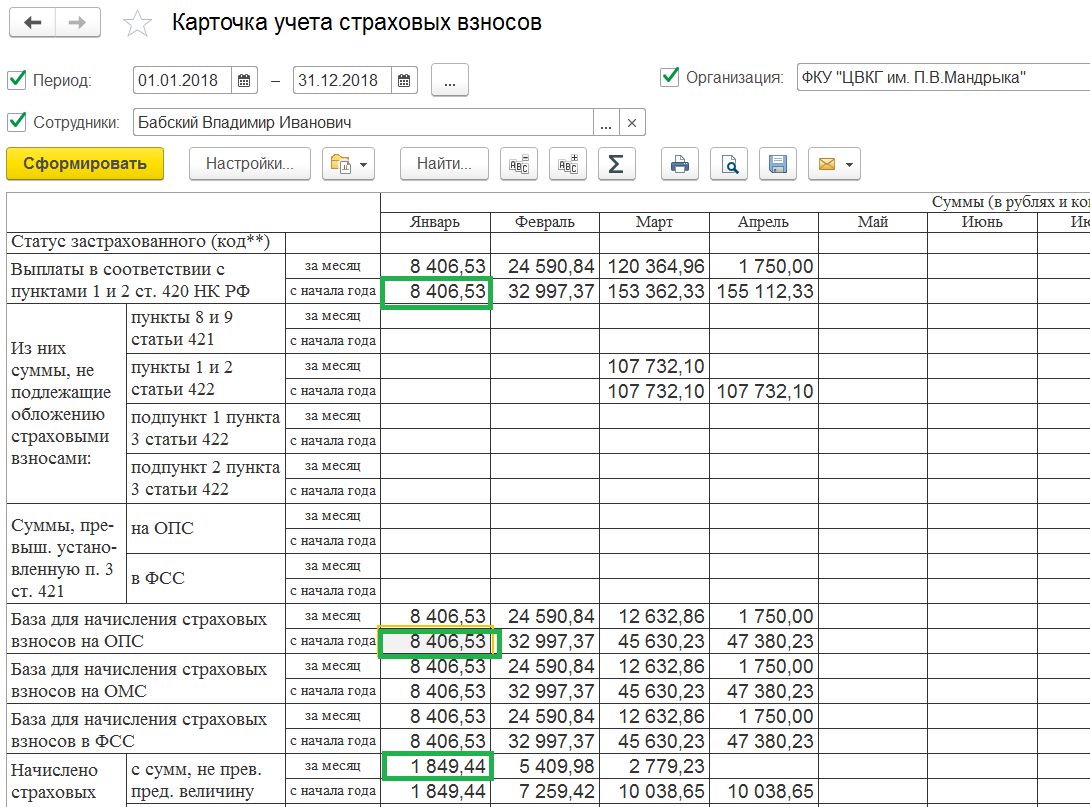 Карточка учета страховых взносов
Период: 01.01.2018 – 31.12.2018 ... Организация: ФКУ "ЦВКГ им. П.В.Мандрыка"
Сотрудники: Бабский Владимир Иванович ... ×
Сформировать Настройки... Найти... Σ
Суммы (в рублях и ко
Январь Февраль Март Апрель Май Июнь Ию
Статус застрахованного (код**)
Выплаты в соответствии с пунктами 1 и 2 ст. 420 НК РФ
за месяц 8 406,53 24 590,84 120 364,96 1 750,00
с начала года 8 406,53 32 997,37 153 362,33 155 112,33
Из них суммы, не подлежащие обложению страховыми взносами:
пункты 8 и 9 статьи 421
за месяц
с начала года
пункты 1 и 2 статьи 422
за месяц 107 732,10
с начала года 107 732,10 107 732,10
подпункт 1 пункта 3 статьи 422
за месяц
с начала года
подпункт 2 пункта 3 статьи 422
за месяц
с начала года
Суммы, пре-
выш. устано-
вленную п. 3
ст. 421
на ОПС
за месяц
с начала года
в ФСС
за месяц
с начала года
База для начисления страховых взносов на ОПС
за месяц 8 406,53 24 590,84 12 632,86 1 750,00
с начала года 8 406,53 32 997,37 45 630,23 47 380,23
База для начисления страховых взносов на ОМС
за месяц 8 406,53 24 590,84 12 632,86 1 750,00
с начала года 8 406,53 32 997,37 45 630,23 47 380,23
База для начисления страховых взносов в ФСС
за месяц 8 406,53 24 590,84 12 632,86 1 750,00
с начала года 8 406,53 32 997,37 45 630,23 47 380,23
Начислено страховых
с сумм, не прев. пред. величину
за месяц 1 849,44 5 409,98 2 779,23
с начала года 1 849,44 7 259,42 10 038,65 10 038,65